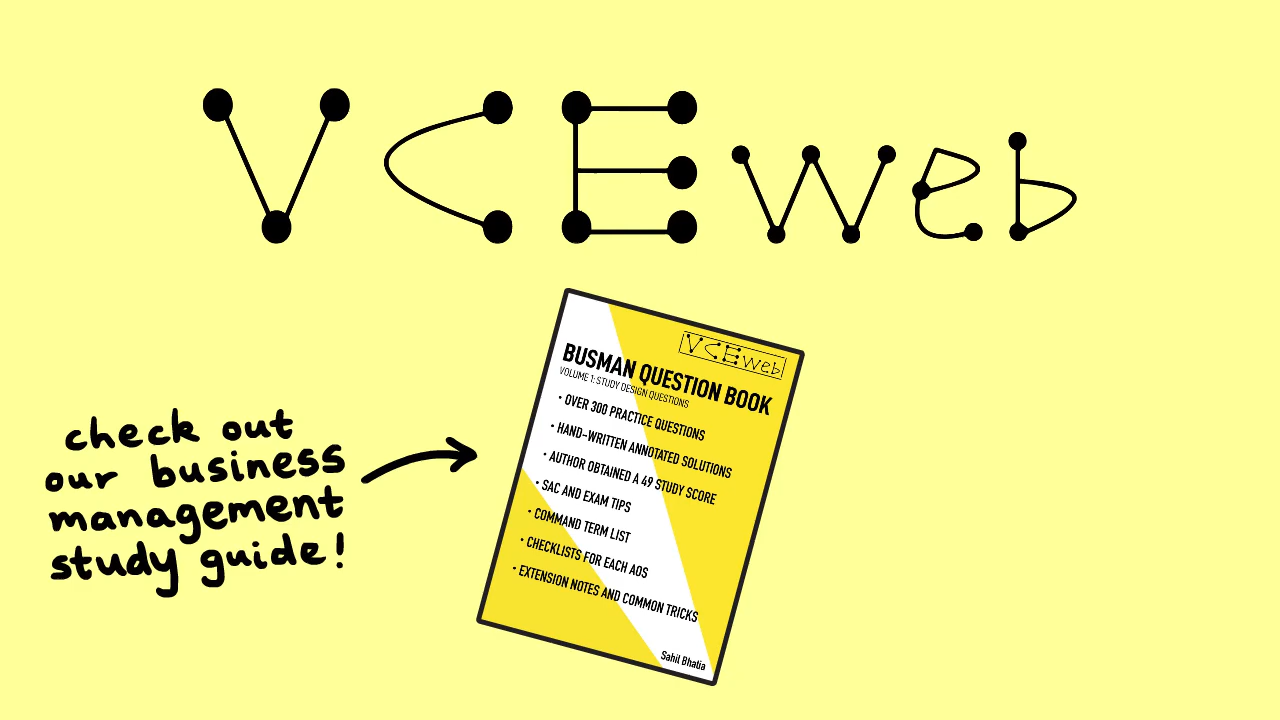 VCEweb
check out
our business
management
study guide!
VCEweb
BUSMAN QUESTION BOOK
VOLUME 1: STUDY DESIGN QUESTIONS
• OVER 300 PRACTICE QUESTIONS
• HAND-WRITTEN ANNOTATED SOLUTIONS
• AUTHOR OBTAINED A 49 STUDY SCORE
• SAC AND EXAM TIPS
• COMMAND TERM LIST
• CHECKLISTS FOR EACH AOS
• EXTENSION NOTES AND COMMON TRICKS
Sahil Bhatia